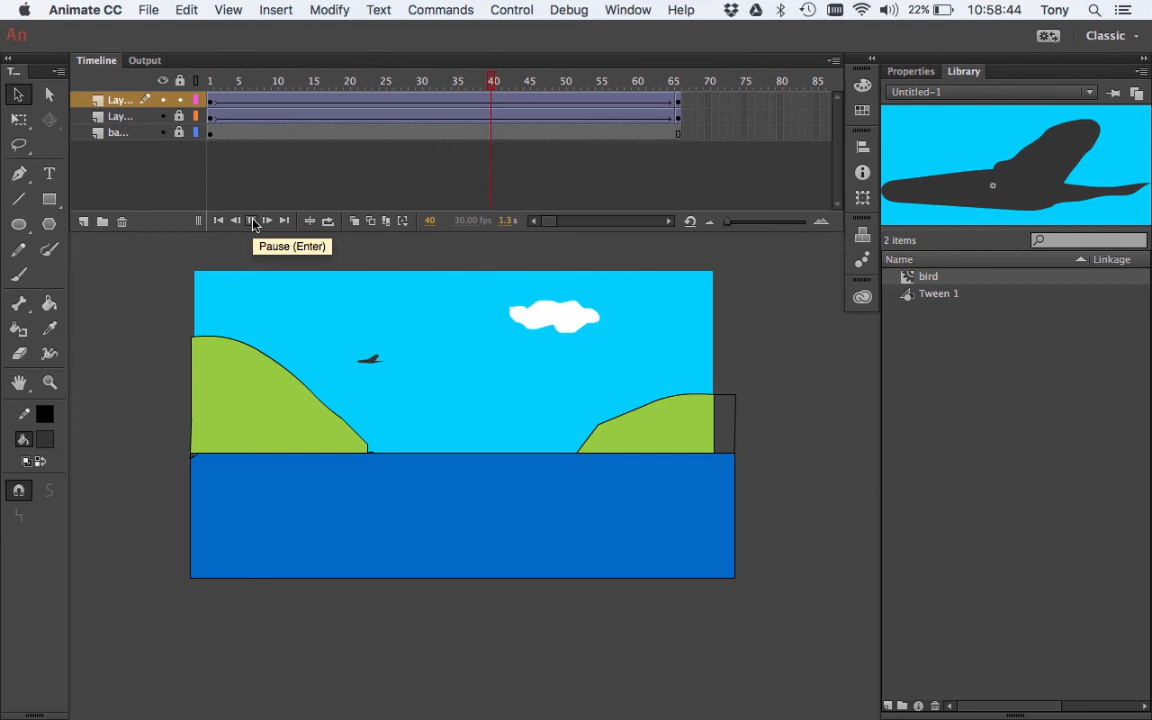 Animate CC File Edit View Insert Modify Text Commands Control Debug Window Help 22% 10:58:44 Tony
An Classic
T... Timeline Output Properties Library
1 5 10 15 20 25 30 35 40 45 50 55 60 65 70 75 80 85
Untitled-1
Lay...
Lay...
ba...
40 30.00 fps 1.3 s
Pause (Enter)
2 items
Name Linkage
bird
Tween 1